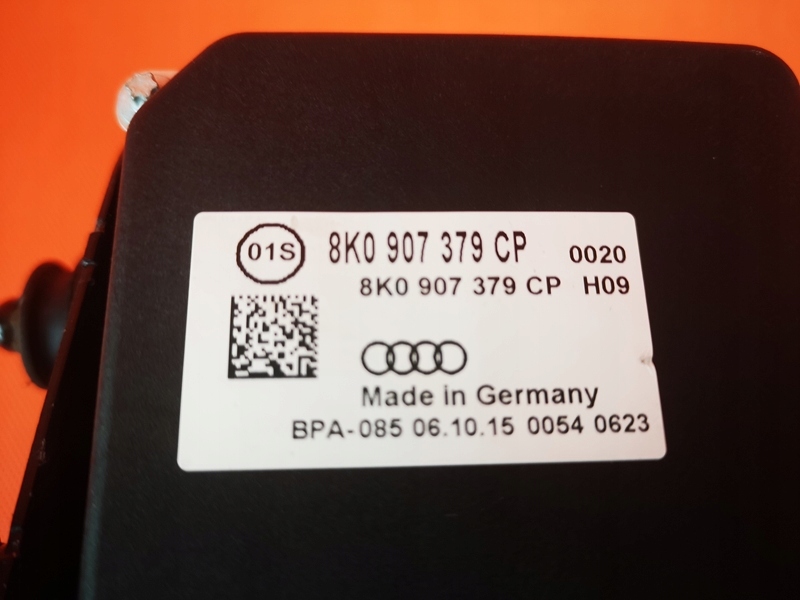 01S 8K0 907 379 CP 0020
8K0 907 379 CP H09
Made in Germany
BPA-085 06.10.15 0054 0623